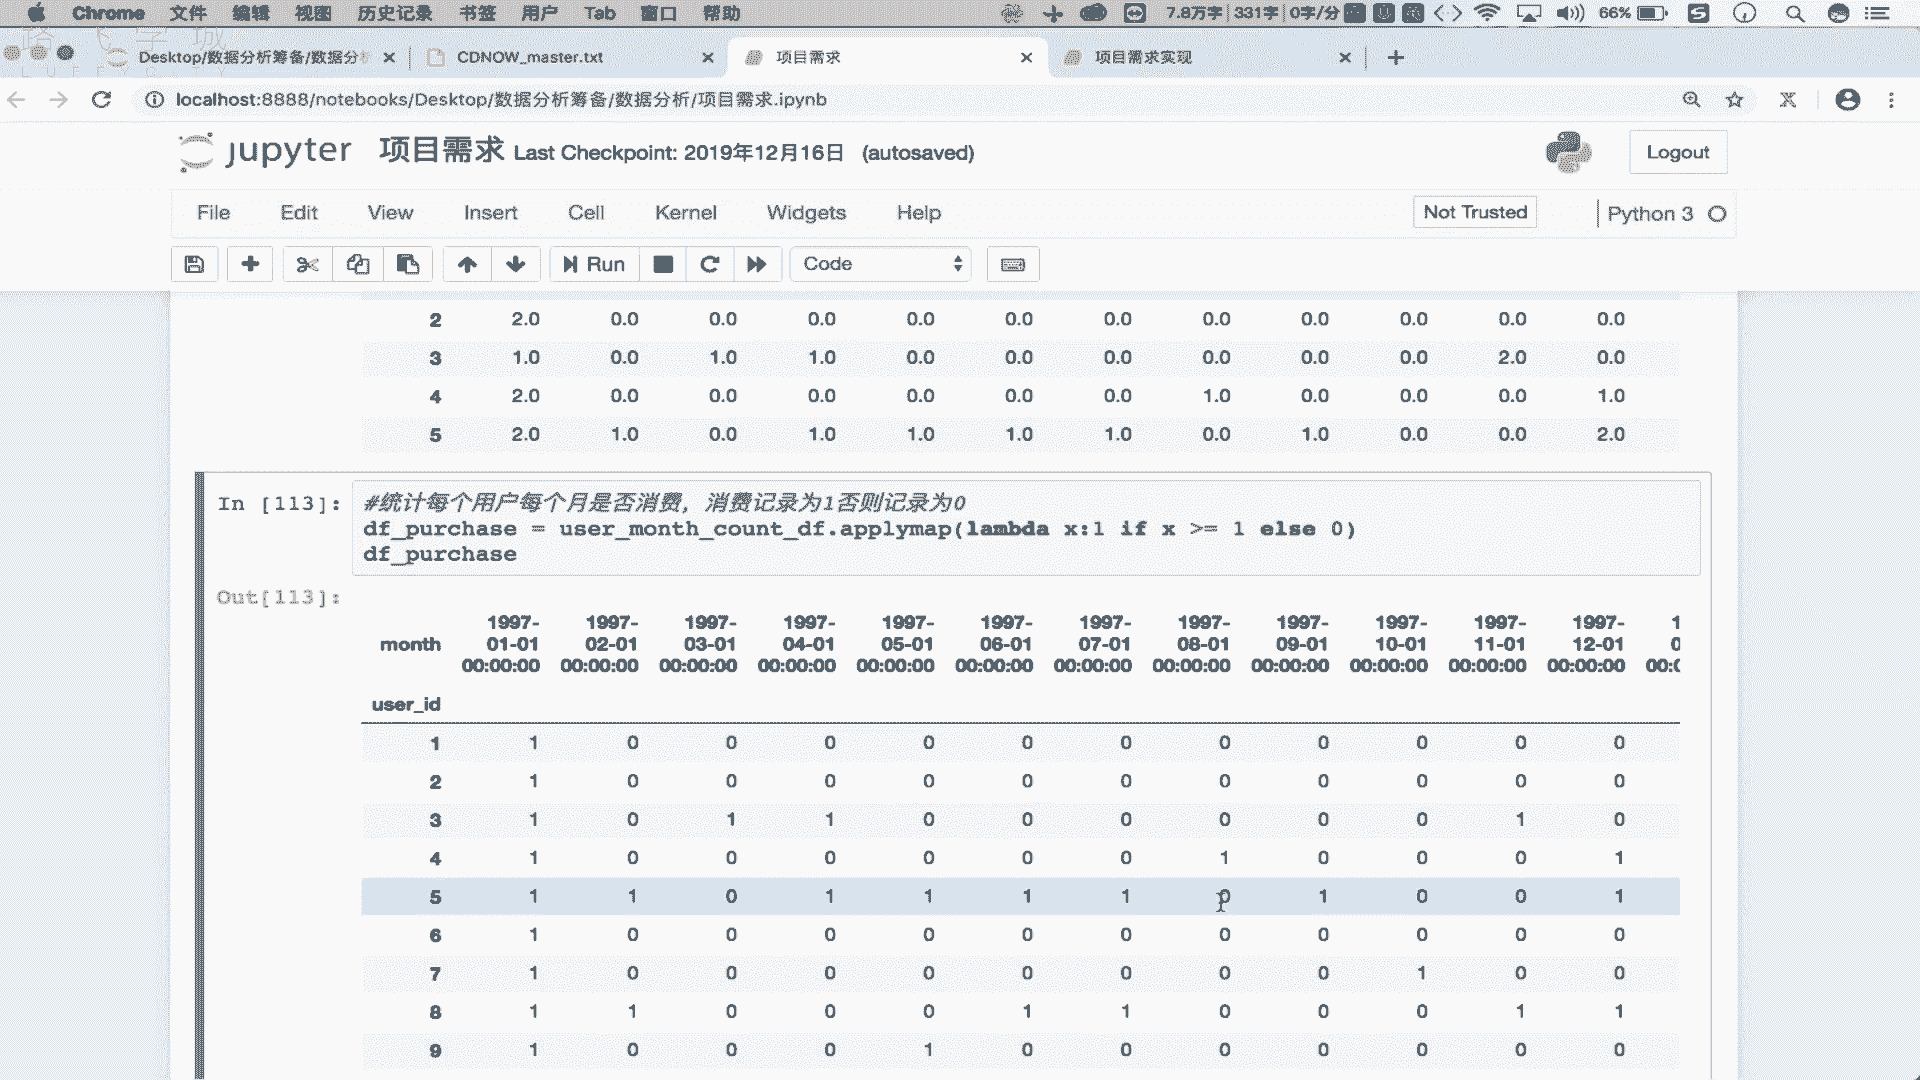 Chrome 文件 编辑 视图 历史记录 书签 用户 Tab 窗口 帮助 7.8万字 331字 0字/分 66%
Desktop/数据分析筹备/数据分 CDNOW_master.txt 项目需求 项目需求实现
localhost:8888/notebooks/Desktop/数据分析筹备/数据分析/项目需求.ipynb
jupyter 项目需求 Last Checkpoint: 2019年12月16日 (autosaved) Logout
File Edit View Insert Cell Kernel Widgets Help Not Trusted Python 3
Run Code
2 2.0 0.0 0.0 0.0 0.0 0.0 0.0 0.0 0.0 0.0 0.0 0.0
3 1.0 0.0 1.0 1.0 0.0 0.0 0.0 0.0 0.0 0.0 2.0 0.0
4 2.0 0.0 0.0 0.0 0.0 0.0 0.0 1.0 0.0 0.0 0.0 1.0
5 2.0 1.0 0.0 1.0 1.0 1.0 1.0 0.0 1.0 0.0 0.0 2.0
In [113]: #统计每个用户每个月是否消费，消费记录为1否则记录为0
df_purchase = user_month_count_df.applymap(lambda x:1 if x >= 1 else 0)
df_purchase
Out[113]:
1997- 1997- 1997- 1997- 1997- 1997- 1997- 1997- 1997- 1997- 1997- 1997- 1
month 01-01 02-01 03-01 04-01 05-01 06-01 07-01 08-01 09-01 10-01 11-01 12-01 0
00:00:00 00:00:00 00:00:00 00:00:00 00:00:00 00:00:00 00:00:00 00:00:00 00:00:00 00:00:00 00:00:00 00:00:00 00:0
user_id
1 1 0 0 0 0 0 0 0 0 0 0 0
2 1 0 0 0 0 0 0 0 0 0 0 0
3 1 0 1 1 0 0 0 0 0 0 1 0
4 1 0 0 0 0 0 0 1 0 0 0 1
5 1 1 0 1 1 1 1 0 1 0 0 1
6 1 0 0 0 0 0 0 0 0 0 0 0
7 1 0 0 0 0 0 0 0 0 1 0 0
8 1 1 0 0 0 1 1 0 0 0 1 1
9 1 0 0 0 1 0 0 0 0 0 0 0